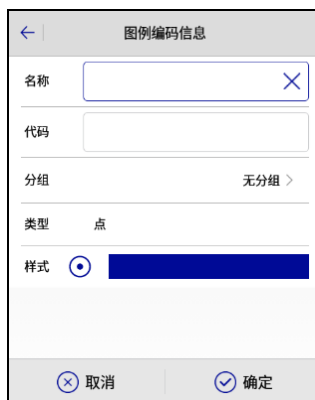 图例编码信息
名称
代码
分组 无分组
类型 点
样式
取消 确定